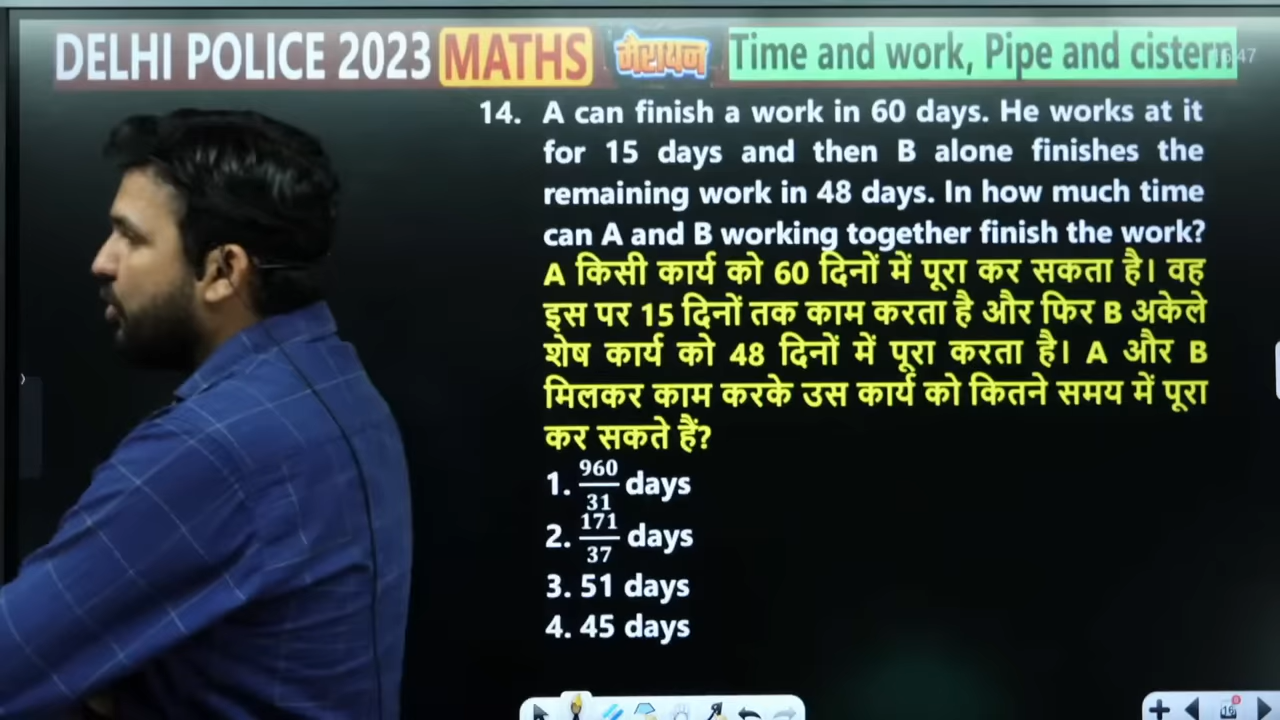 DELHI POLICE 2023 MATHS मैरायन Time and work, Pipe and cistern
14. A can finish a work in 60 days. He works at it
for 15 days and then B alone finishes the
remaining work in 48 days. In how much time
can A and B working together finish the work?
A किसी कार्य को 60 दिनों में पूरा कर सकता है। वह
इस पर 15 दिनों तक काम करता है और फिर B अकेले
शेष कार्य को 48 दिनों में पूरा करता है। A और B
मिलकर काम करके उस कार्य को कितने समय में पूरा
कर सकते हैं?
1. 960/31 days
2. 171/37 days
3. 51 days
4. 45 days